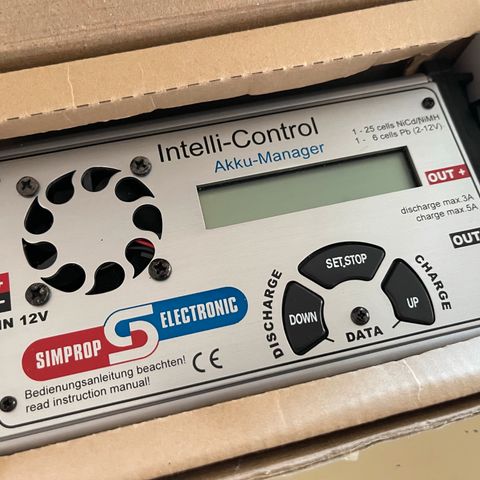 Intelli-Control
Akku-Manager
1 - 25 cells NiCd/NiMH
1 - 6 cells Pb (2-12V)
OUT +
discharge max.3A
charge max.5A
OUT
IN 12V
SIMPROP S ELECTRONIC
Bedienungsanleitung beachten!
read instruction manual!
CE
DISCHARGE
SET,STOP
CHARGE
DOWN
UP
DATA